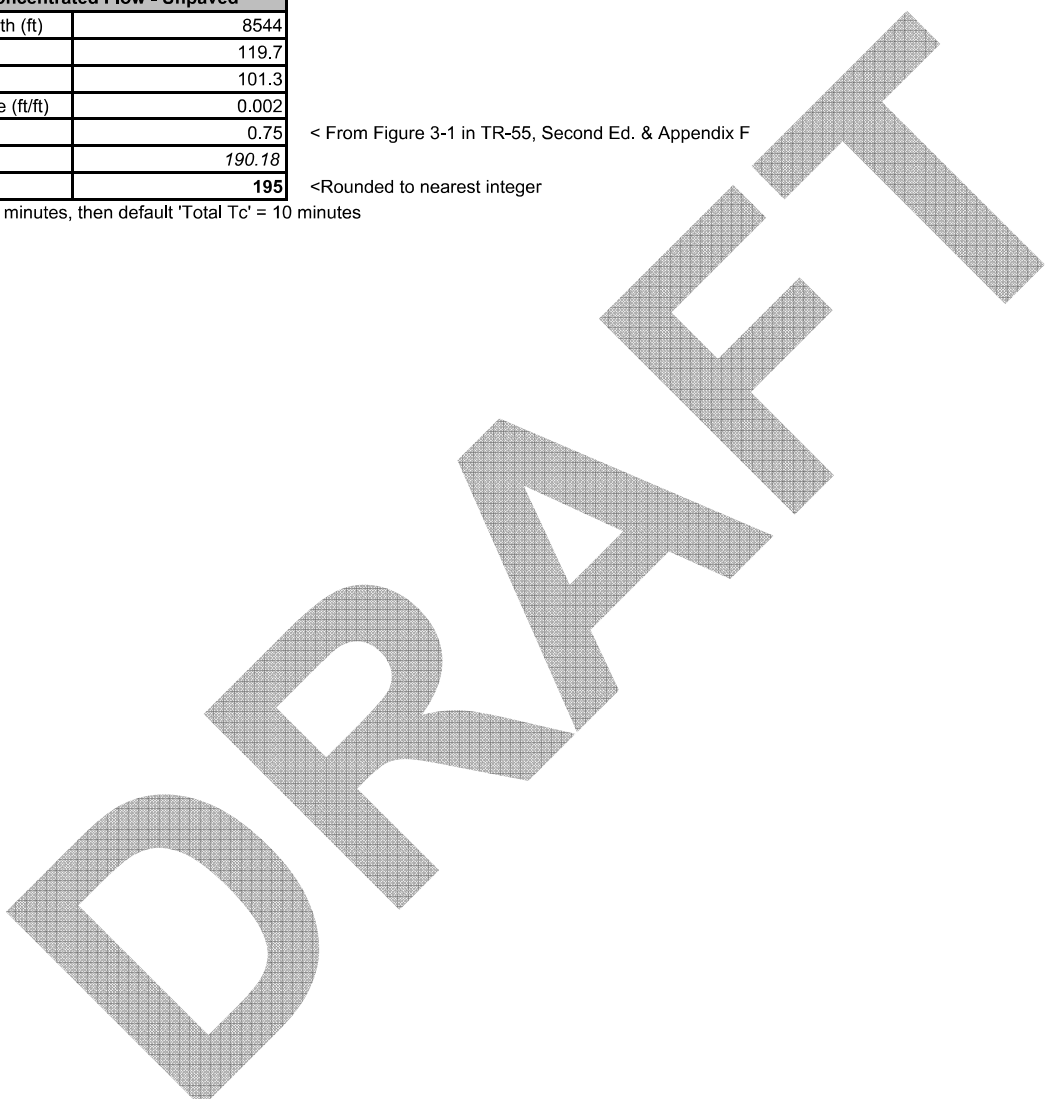 oncentrated Flow - Unpaved
th (ft) 8544
119.7
101.3
e (ft/ft) 0.002
0.75 < From Figure 3-1 in TR-55, Second Ed. & Appendix F
190.18
195 <Rounded to nearest integer
minutes, then default 'Total Tc' = 10 minutes
DRAFT